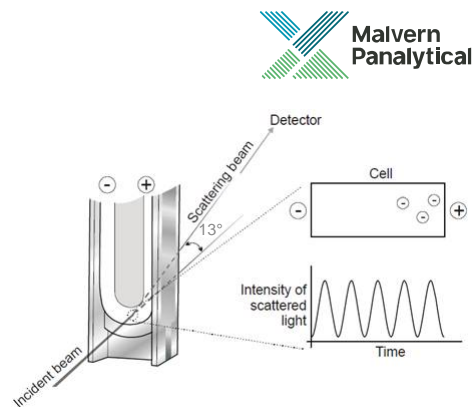 Malvern
Panalytical
Detector
Scattering beam
13°
Incident beam
- +
Cell
-
- - -
+
Intensity of
scattered
light
Time